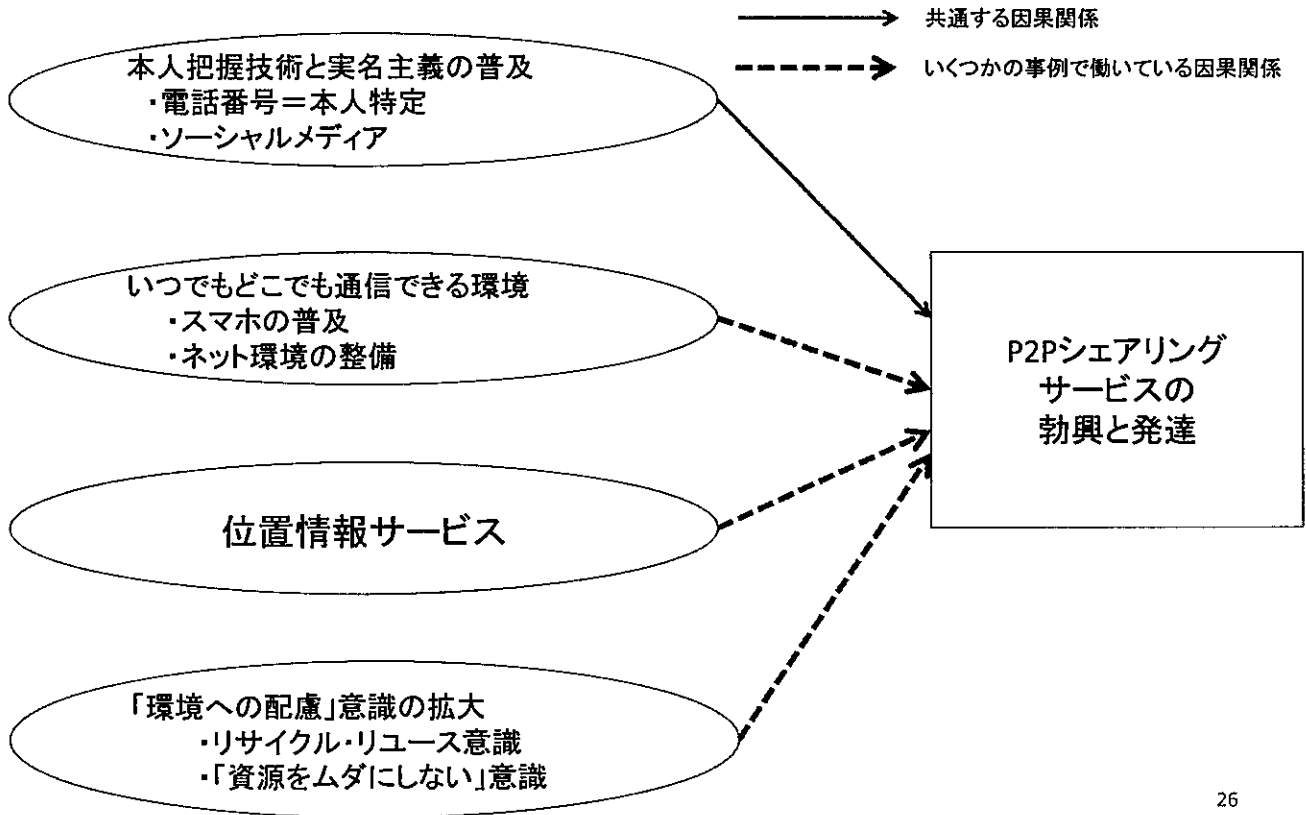 共通する因果関係
いくつかの事例で働いている因果関係
本人把握技術と実名主義の普及
・電話番号=本人特定
・ソーシャルメディア
いつでもどこでも通信できる環境
・スマホの普及
・ネット環境の整備
位置情報サービス
「環境への配慮」意識の拡大
・リサイクル・リユース意識
・「資源をムダにしない」意識
P2Pシェアリング
サービスの
勃興と発達
26